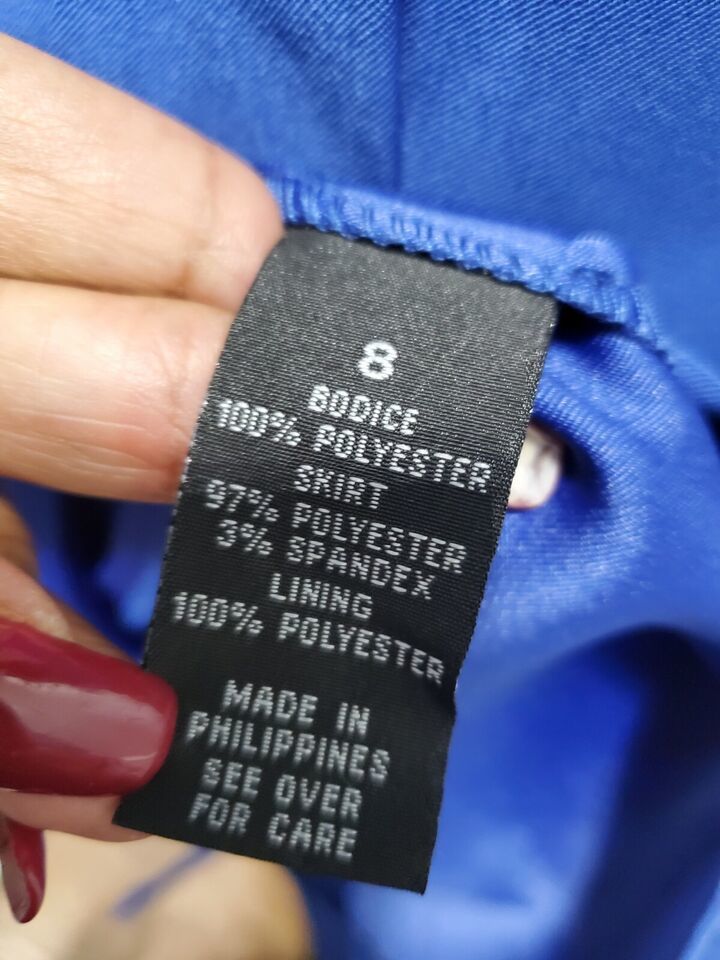 8
BODICE
100% POLYESTER
SKIRT
97% POLYESTER
3% SPANDEX
LINING
100% POLYESTER
MADE IN
PHILIPPINES
SEE OVER
FOR CARE